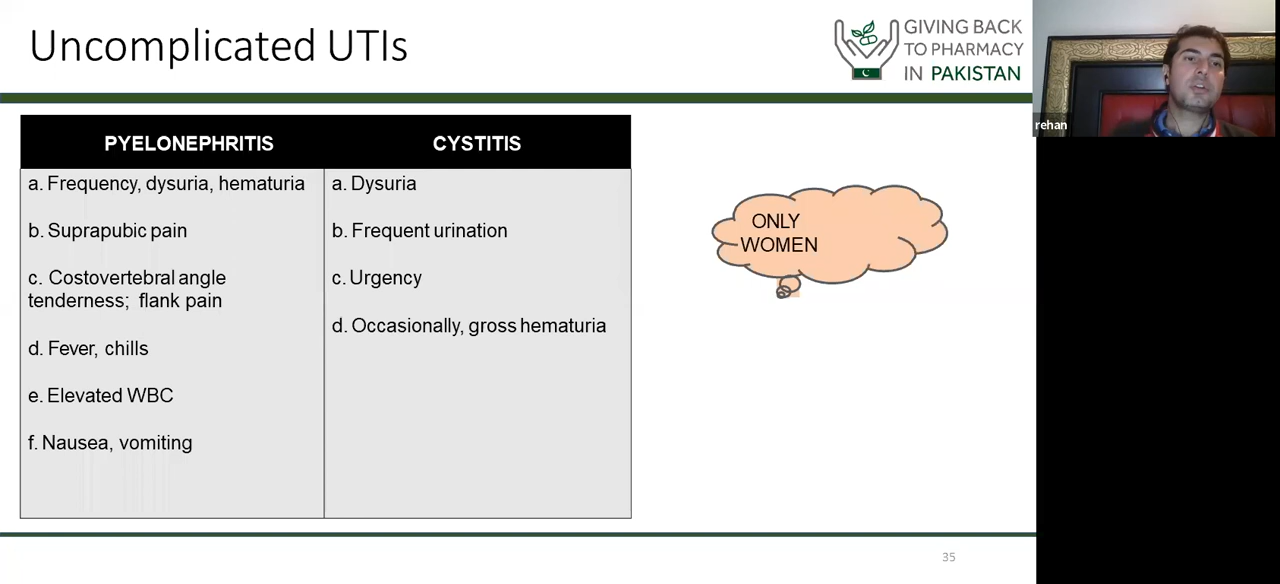 Uncomplicated UTIs
GIVING BACK
TO PHARMACY
IN PAKISTAN
rehan
PYELONEPHRITIS
CYSTITIS
a. Frequency, dysuria, hematuria
b. Suprapubic pain
c. Costovertebral angle
tenderness; flank pain
d. Fever, chills
e. Elevated WBC
f. Nausea, vomiting
a. Dysuria
b. Frequent urination
c. Urgency
d. Occasionally, gross hematuria
ONLY
WOMEN
35